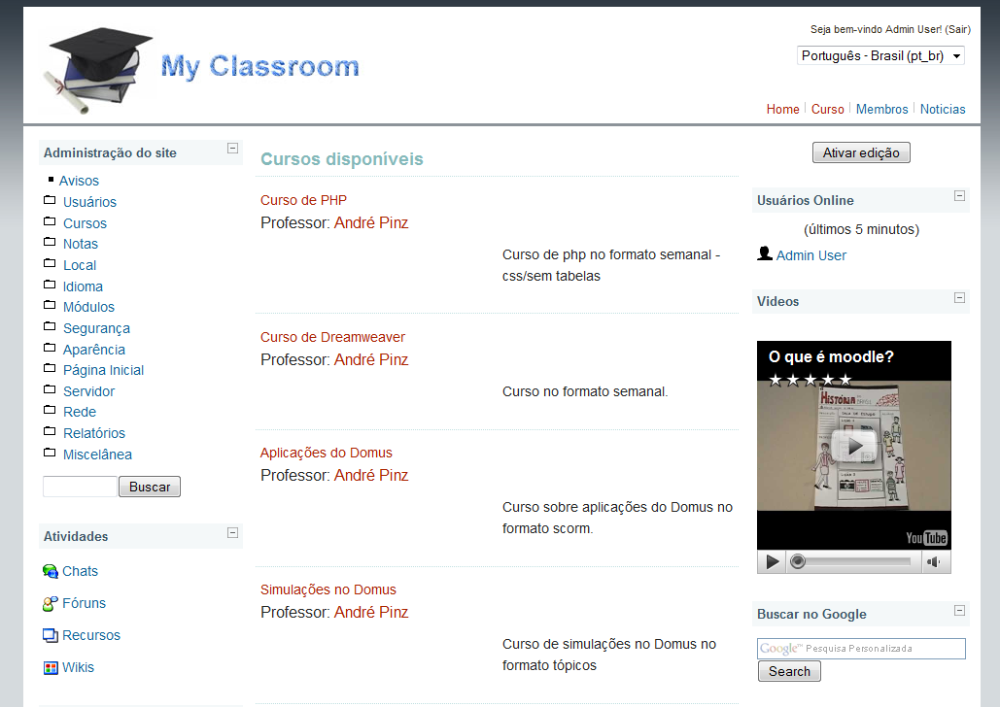 My Classroom
Seja bem-vindo Admin User! (Sair)
Português - Brasil (pt_br)
Home Curso Membros Noticias
Administração do site
Avisos
Usuários
Cursos
Notas
Local
Idioma
Módulos
Segurança
Aparência
Página Inicial
Servidor
Rede
Relatórios
Miscelânea
Buscar
Atividades
Chats
Fóruns
Recursos
Wikis
Cursos disponíveis
Curso de PHP
Professor: André Pinz
Curso de php no formato semanal -
css/sem tabelas
Curso de Dreamweaver
Professor: André Pinz
Curso no formato semanal.
Aplicações do Domus
Professor: André Pinz
Curso sobre aplicações do Domus no
formato scorm.
Simulações no Domus
Professor: André Pinz
Curso de simulações no Domus no
formato tópicos
Ativar edição
Usuários Online
(últimos 5 minutos)
Admin User
Videos
O que é moodle?
História
YouTube
Buscar no Google
Google™ Pesquisa Personalizada
Search